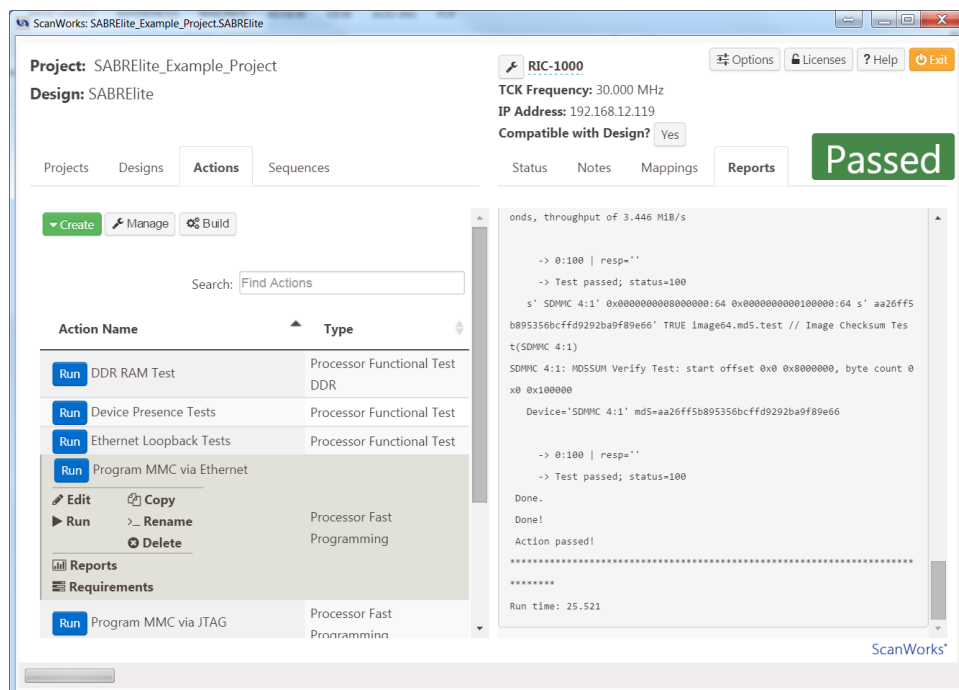 ScanWorks: SABRElite_Example_Project.SABRElite
Project: SABRElite_Example_Project
Design: SABRElite
RIC-1000
Options
Licenses
? Help
Exit
TCK Frequency: 30.000 MHz
IP Address: 192.168.12.119
Compatible with Design? Yes
Projects
Designs
Actions
Sequences
Status
Notes
Mappings
Reports
Passed
Create
Manage
Build
Search: Find Actions
Action Name
Type
Run DDR RAM Test
Processor Functional Test
DDR
Run Device Presence Tests
Processor Functional Test
Run Ethernet Loopback Tests
Processor Functional Test
Run Program MMC via Ethernet
Edit
Copy
Run
>_ Rename
Delete
Reports
Requirements
Processor Fast
Programming
Run Program MMC via JTAG
Processor Fast
Programming
onds, throughput of 3.446 MiB/s
-> 0:100 | resp=''
-> Test passed; status=100
s' SDMMC 4:1' 0x0000000008000000:64 0x0000000000100000:64 s' aa26ff5
b895356bcffd9292ba9f89e66' TRUE image64.md5.test // Image Checksum Tes
t(SDMMC 4:1)
SDMMC 4:1: MD5SUM Verify Test: start offset 0x0 0x8000000, byte count 0
x0 0x100000
Device='SDMMC 4:1' md5=aa26ff5b895356bcffd9292ba9f89e66
-> 0:100 | resp=''
-> Test passed; status=100
Done.
Done!
Action passed!
***********************************************************************
********
Run time: 25.521
ScanWorks*